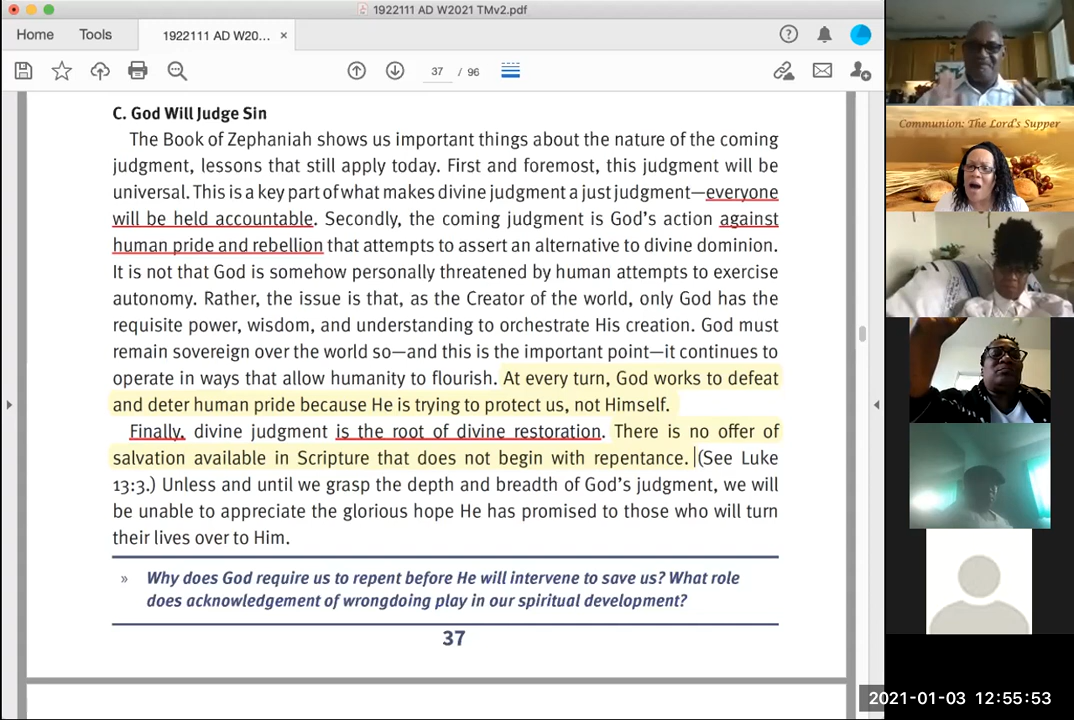 1922111 AD W2021 TMv2.pdf
Home Tools 1922111 AD W20... ×
37 / 96
C. God Will Judge Sin
The Book of Zephaniah shows us important things about the nature of the coming
judgment, lessons that still apply today. First and foremost, this judgment will be
universal. This is a key part of what makes divine judgment a just judgment—everyone
will be held accountable. Secondly, the coming judgment is God's action against
human pride and rebellion that attempts to assert an alternative to divine dominion.
It is not that God is somehow personally threatened by human attempts to exercise
autonomy. Rather, the issue is that, as the Creator of the world, only God has the
requisite power, wisdom, and understanding to orchestrate His creation. God must
remain sovereign over the world so—and this is the important point—it continues to
operate in ways that allow humanity to flourish. At every turn, God works to defeat
and deter human pride because He is trying to protect us, not Himself.
Finally, divine judgment is the root of divine restoration. There is no offer of
salvation available in Scripture that does not begin with repentance. (See Luke
13:3.) Unless and until we grasp the depth and breadth of God's judgment, we will
be unable to appreciate the glorious hope He has promised to those who will turn
their lives over to Him.
» Why does God require us to repent before He will intervene to save us? What role
does acknowledgement of wrongdoing play in our spiritual development?
37
Communion: The Lord's Supper
2021-01-03 12:55:53